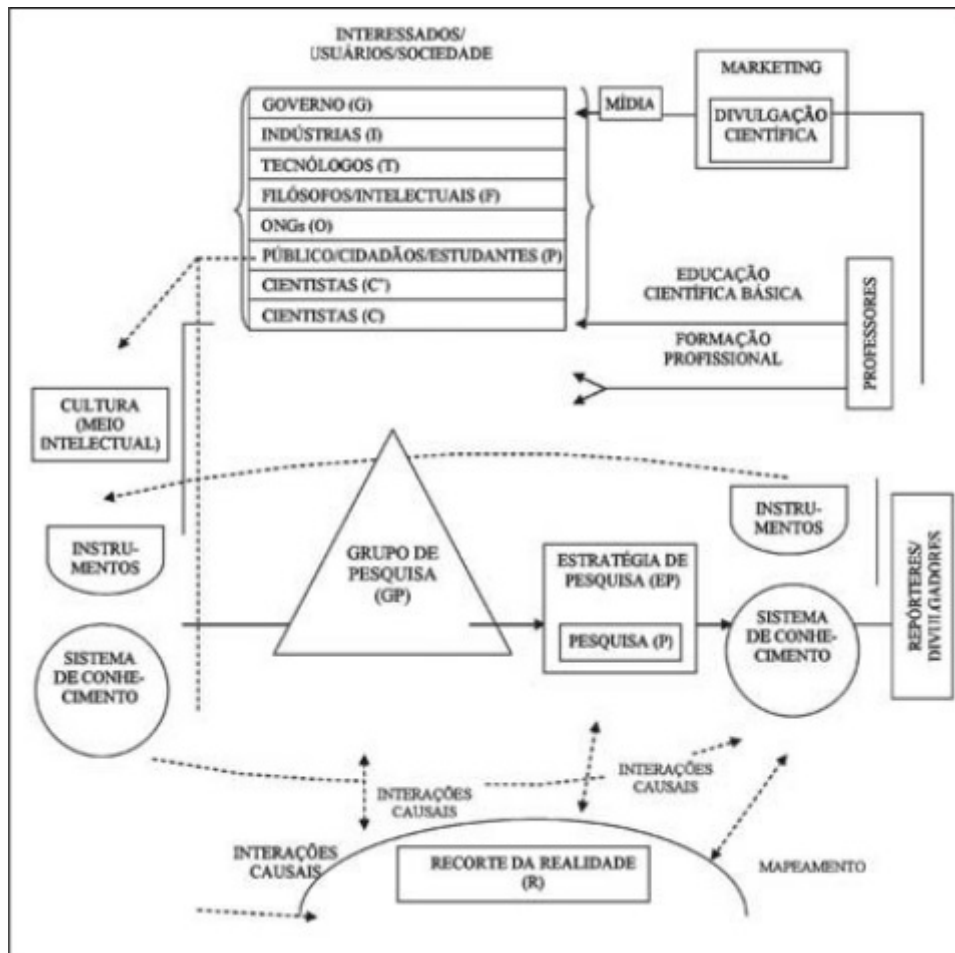 INTERESSADOS/
USUÁRIOS/SOCIEDADE
GOVERNO (G)
INDÚSTRIAS (I)
TECNÓLOGOS (T)
FILÓSOFOS/INTELECTUAIS (F)
ONGs (O)
PÚBLICO/CIDADÃOS/ESTUDANTES (P)
CIENTISTAS (C')
CIENTISTAS (C)
MÍDIA
MARKETING
DIVULGAÇÃO
CIENTÍFICA
EDUCAÇÃO
CIENTÍFICA BÁSICA
FORMAÇÃO
PROFISSIONAL
PROFESSORES
CULTURA
(MEIO
INTELECTUAL)
INSTRU-
MENTOS
SISTEMA
DE CONHE-
CIMENTO
GRUPO DE
PESQUISA
(GP)
ESTRATÉGIA DE
PESQUISA (EP)
PESQUISA (P)
INSTRU-
MENTOS
SISTEMA
DE CONHE-
CIMENTO
REPÓRTERES/
DIVULGADORES
INTERAÇÕES
CAUSAIS
INTERAÇÕES
CAUSAIS
INTERAÇÕES
CAUSAIS
RECORTE DA REALIDADE
(R)
MAPEAMENTO